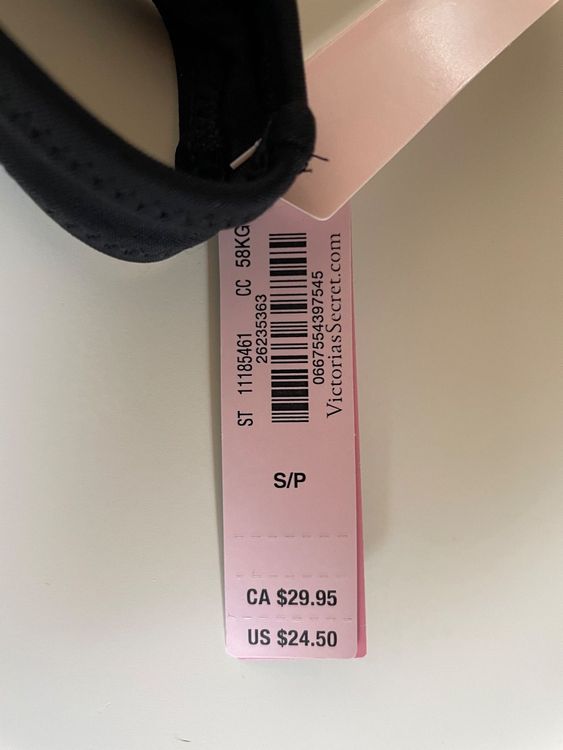 ST 11185461 CC 58KG
26235363
0667554397545
VictoriasSecret.com
S/P
CA $29.95
US $24.50